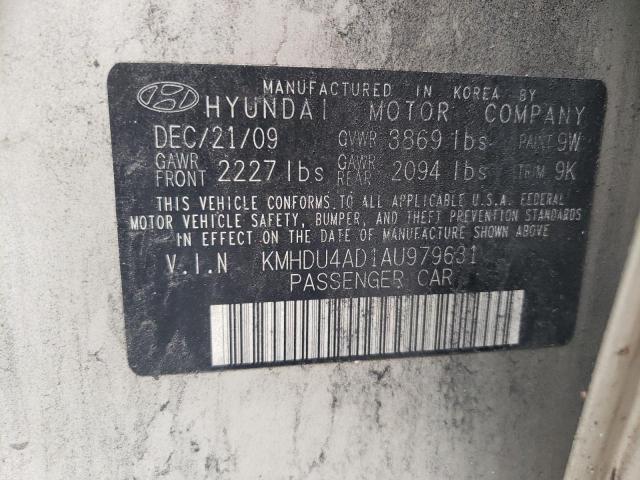 MANUFACTURED IN KOREA BY
HYUNDAI MOTOR COMPANY
DEC/21/09 GVWR 3869 lbs PAINT 9W
GAWR FRONT 2227 lbs GAWR REAR 2094 lbs TRIM 9K
THIS VEHICLE CONFORMS TO ALL APPLICABLE U.S.A. FEDERAL
MOTOR VEHICLE SAFETY, BUMPER, AND THEFT PREVENTION STANDARDS
IN EFFECT ON THE DATE OF MANUFACTURE SHOWN ABOVE.
V.I.N KMHDU4AD1AU979631
PASSENGER CAR